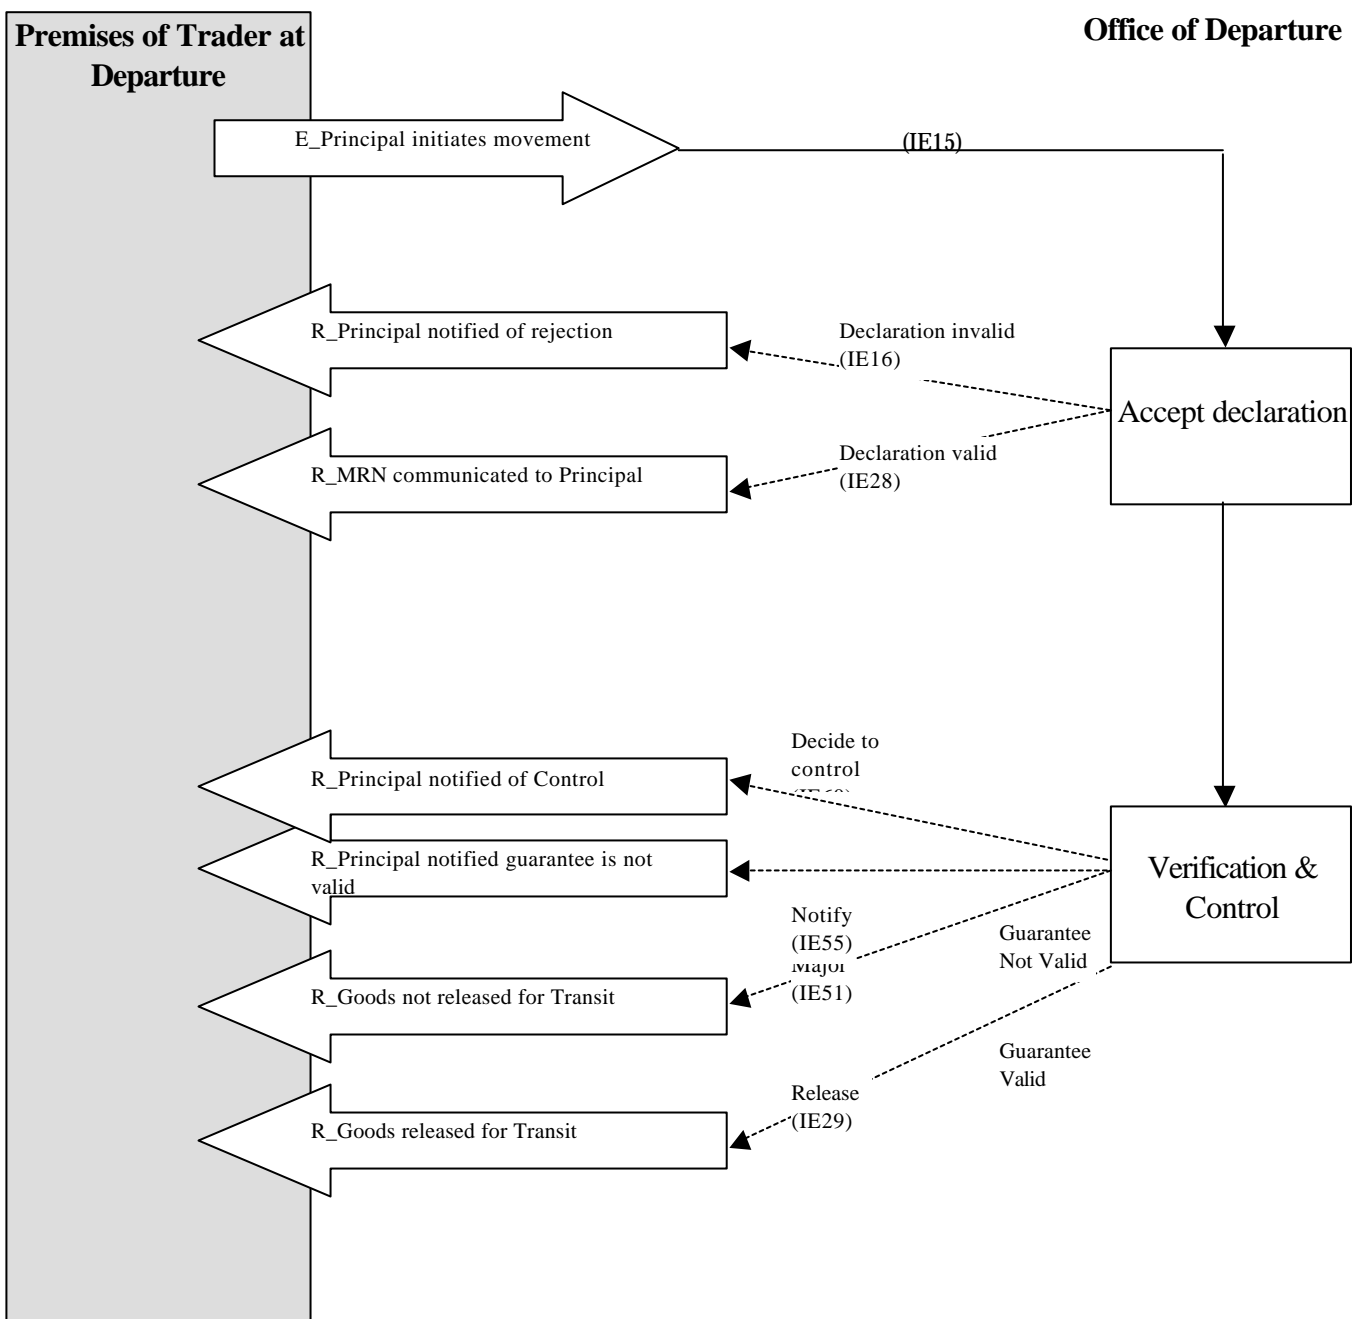 Premises of Trader at
Departure
Office of Departure
E_Principal initiates movement
(IE15)
R_Principal notified of rejection
Declaration invalid
(IE16)
Accept declaration
R_MRN communicated to Principal
Declaration valid
(IE28)
Decide to
control
R_Principal notified of Control
R_Principal notified guarantee is not
valid
Verification &
Control
Notify
(IE55)
Major
(IE51)
Guarantee
Not Valid
R_Goods not released for Transit
Guarantee
Valid
Release
(IE29)
R_Goods released for Transit